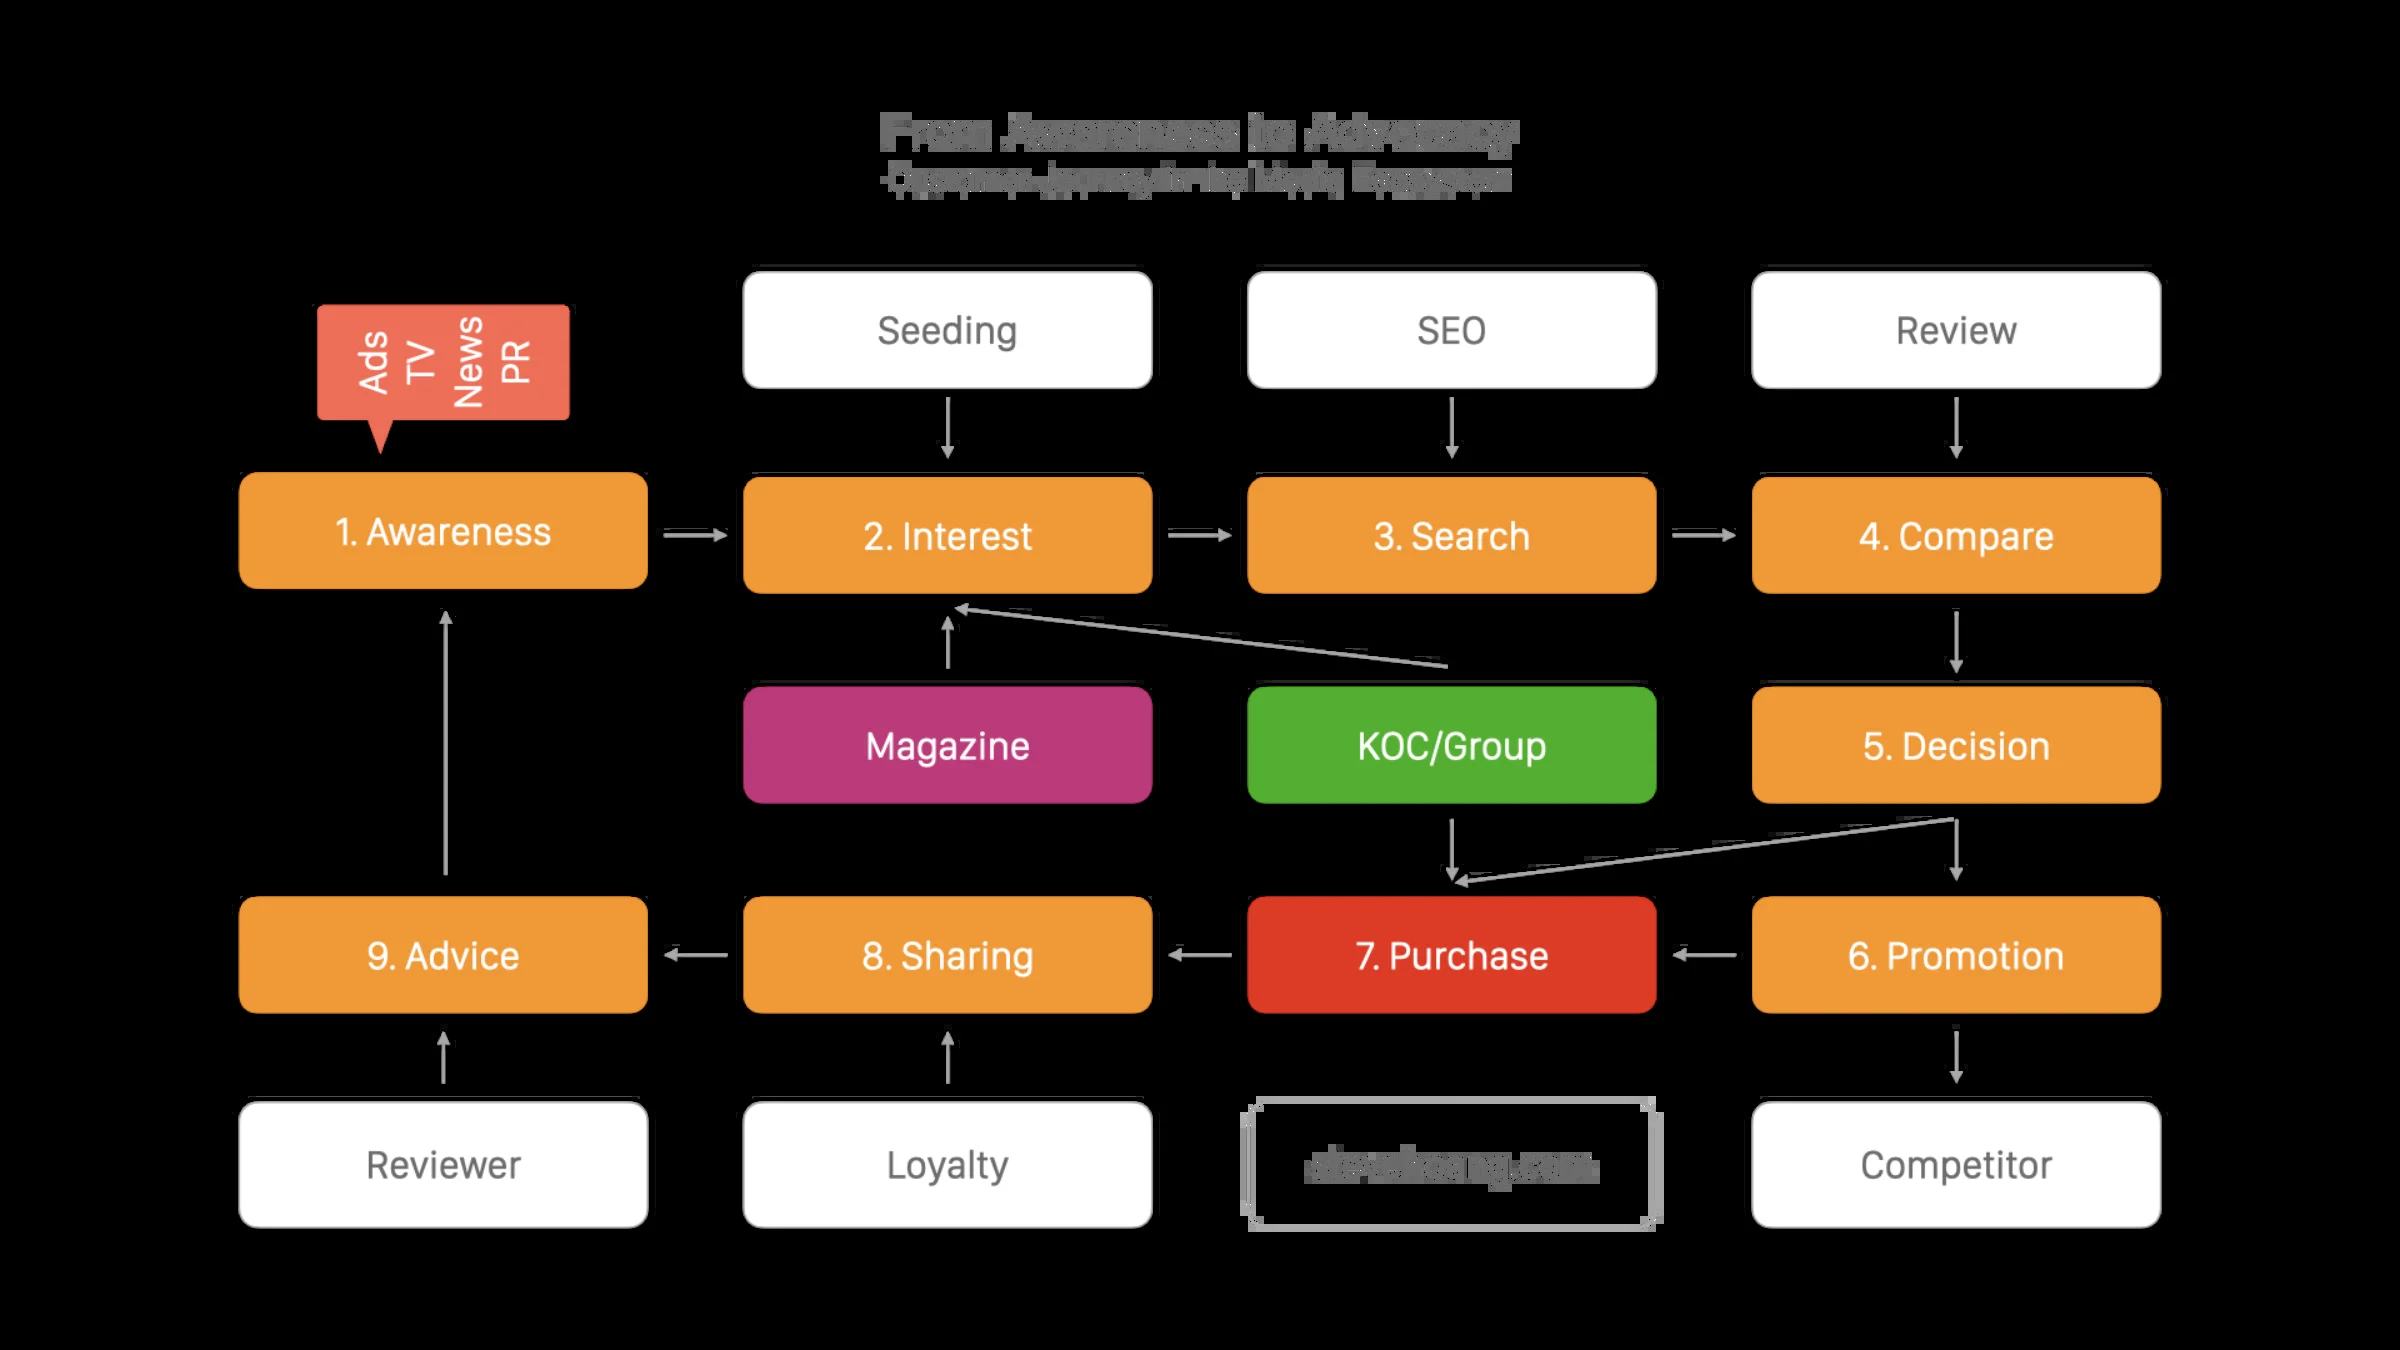 From Awareness to Advocacy
Customer Journey in the Media Ecosystem
Ads
TV
News
PR
Seeding
SEO
Review
1. Awareness
2. Interest
3. Search
4. Compare
Magazine
KOC/Group
5. Decision
9. Advice
8. Sharing
7. Purchase
6. Promotion
Reviewer
Loyalty
Competitor